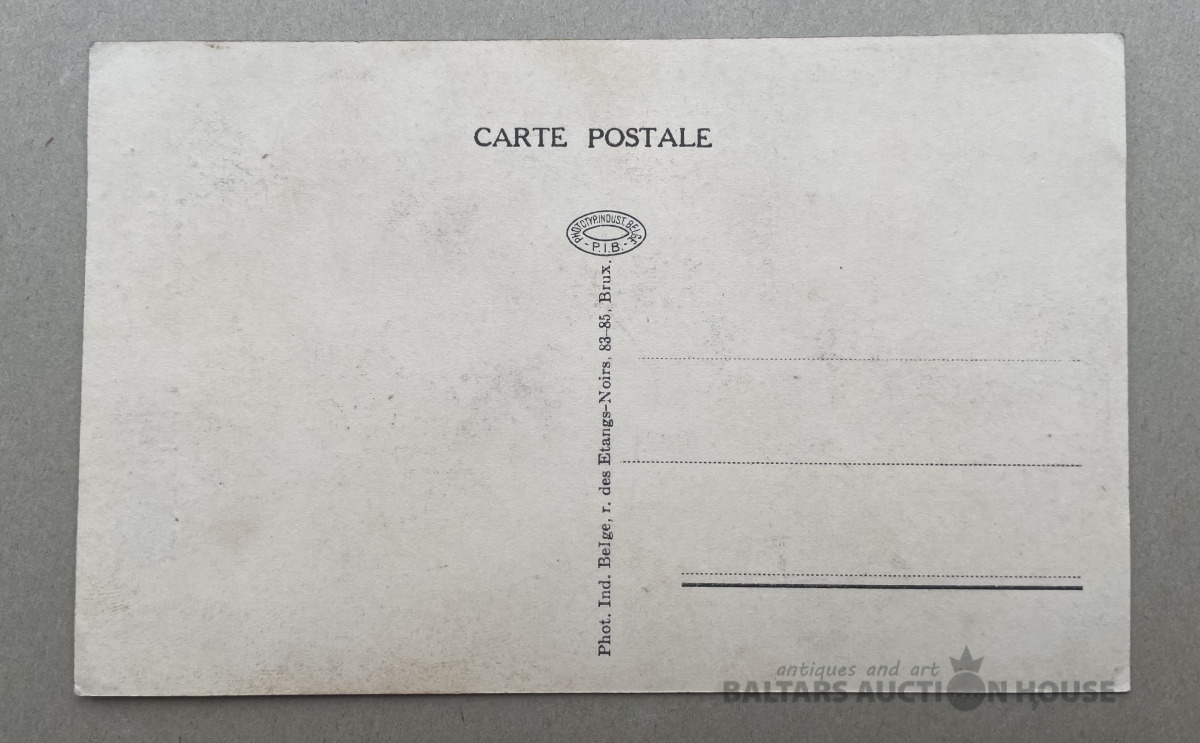 CARTE POSTALE
PHOTOTYP.INDUST.BELGE
- P.I.B. -
Phot. Ind. Belge, r. des Etangs-Noirs, 83-85, Brux.
antiques and art
BALTARS AUCTION HOUSE